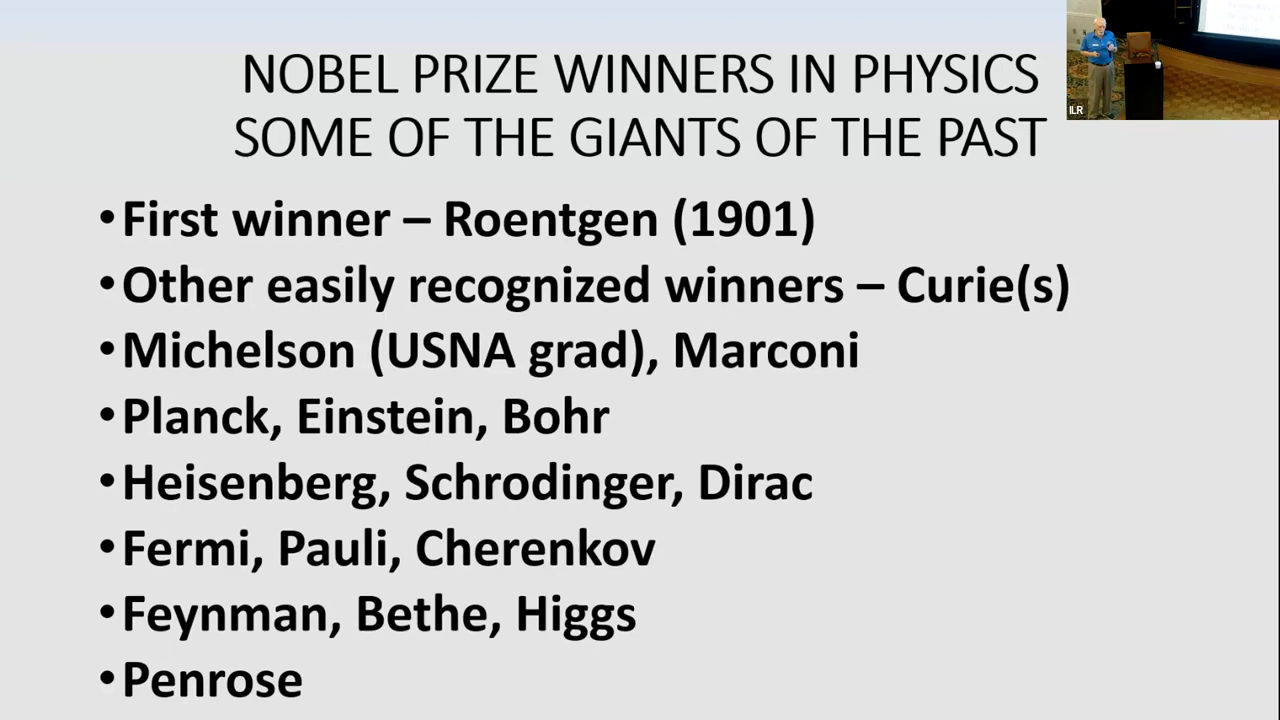 NOBEL PRIZE WINNERS IN PHYSICS
SOME OF THE GIANTS OF THE PAST
•First winner – Roentgen (1901)
•Other easily recognized winners – Curie(s)
•Michelson (USNA grad), Marconi
•Planck, Einstein, Bohr
•Heisenberg, Schrodinger, Dirac
•Fermi, Pauli, Cherenkov
•Feynman, Bethe, Higgs
•Penrose
ILR